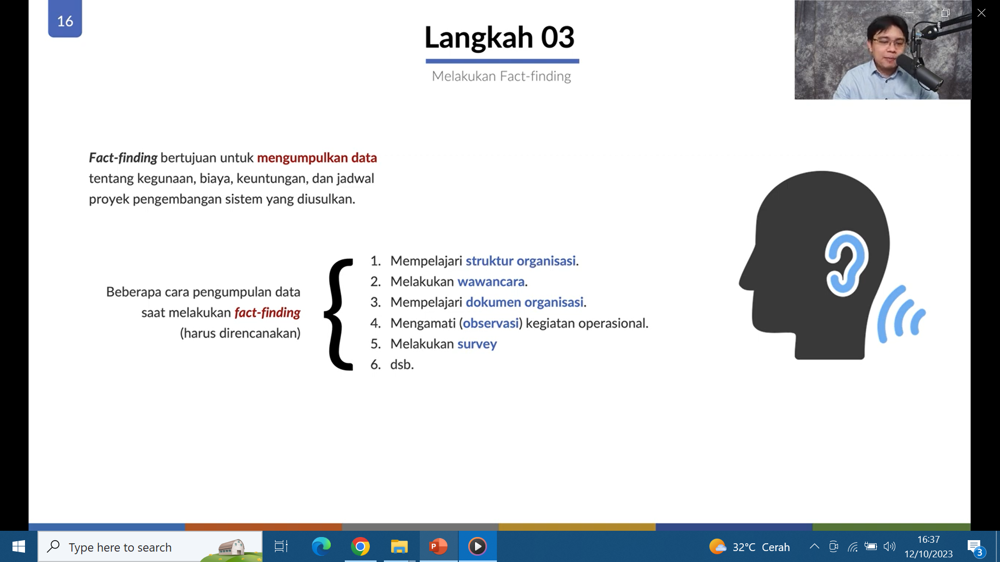 16
Langkah 03
Melakukan Fact-finding
Fact-finding bertujuan untuk mengumpulkan data
tentang kegunaan, biaya, keuntungan, dan jadwal
proyek pengembangan sistem yang diusulkan.
Beberapa cara pengumpulan data
saat melakukan fact-finding
(harus direncanakan)
1. Mempelajari struktur organisasi.
2. Melakukan wawancara.
3. Mempelajari dokumen organisasi.
4. Mengamati (observasi) kegiatan operasional.
5. Melakukan survey
6. dsb.
Type here to search
P
32°C Cerah
16:37
12/10/2023
3